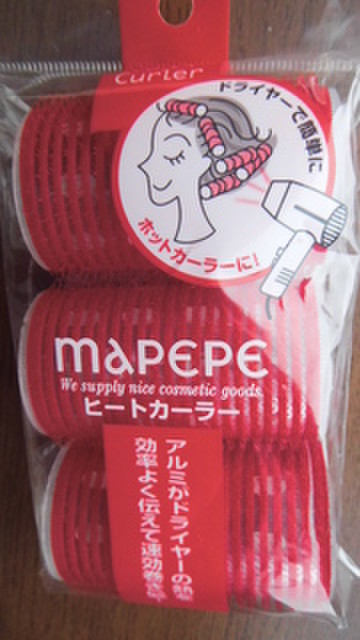 Curler
ドライヤーで簡単に
ホットカーラーに!
mapepe
We supply nice cosmetic goods.
ヒートカーラー
アルミがドライヤーの熱を
効率よく伝えて速効巻き